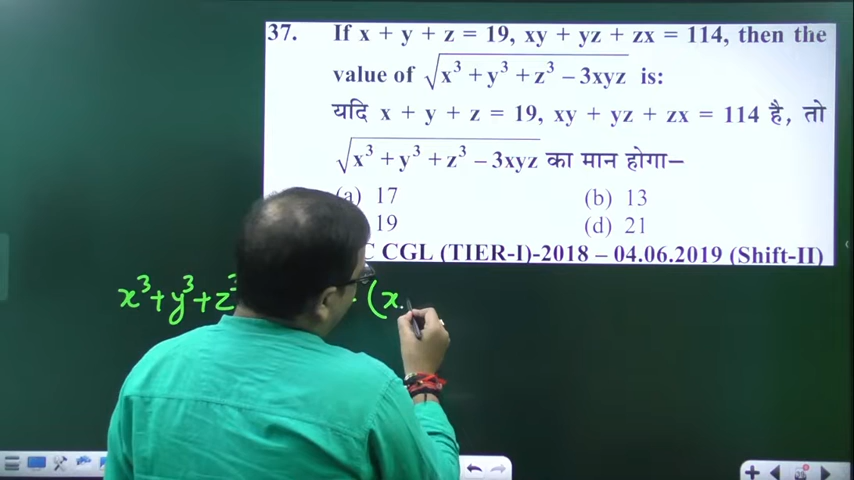 37. If x + y + z = 19, xy + yz + zx = 114, then the
value of √x³ + y³ + z³ − 3xyz is:
यदि x + y + z = 19, xy + yz + zx = 114 है, तो
√x³ + y³ + z³ − 3xyz का मान होगा−
(a) 17 (b) 13
19 (d) 21
CGL (TIER-I)-2018 – 04.06.2019 (Shift-II)
x³+y³+z³ (x